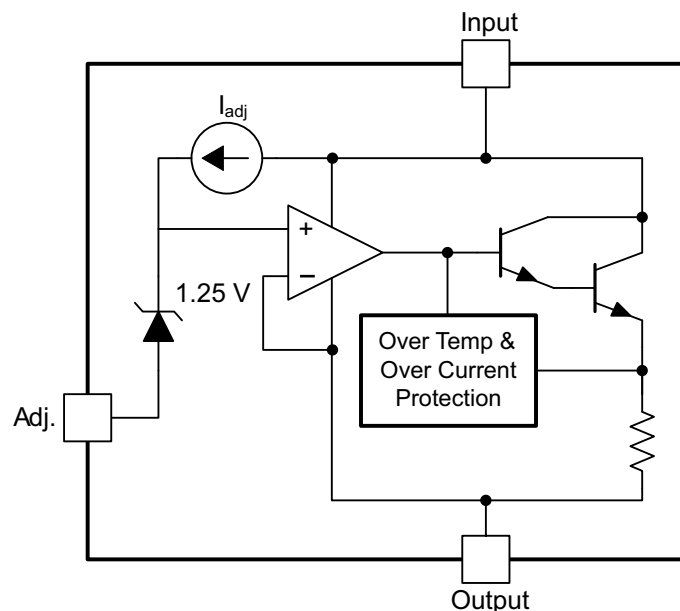 Input
Iadj
+
−
1.25 V
Over Temp &
Over Current
Protection
Adj.
Output